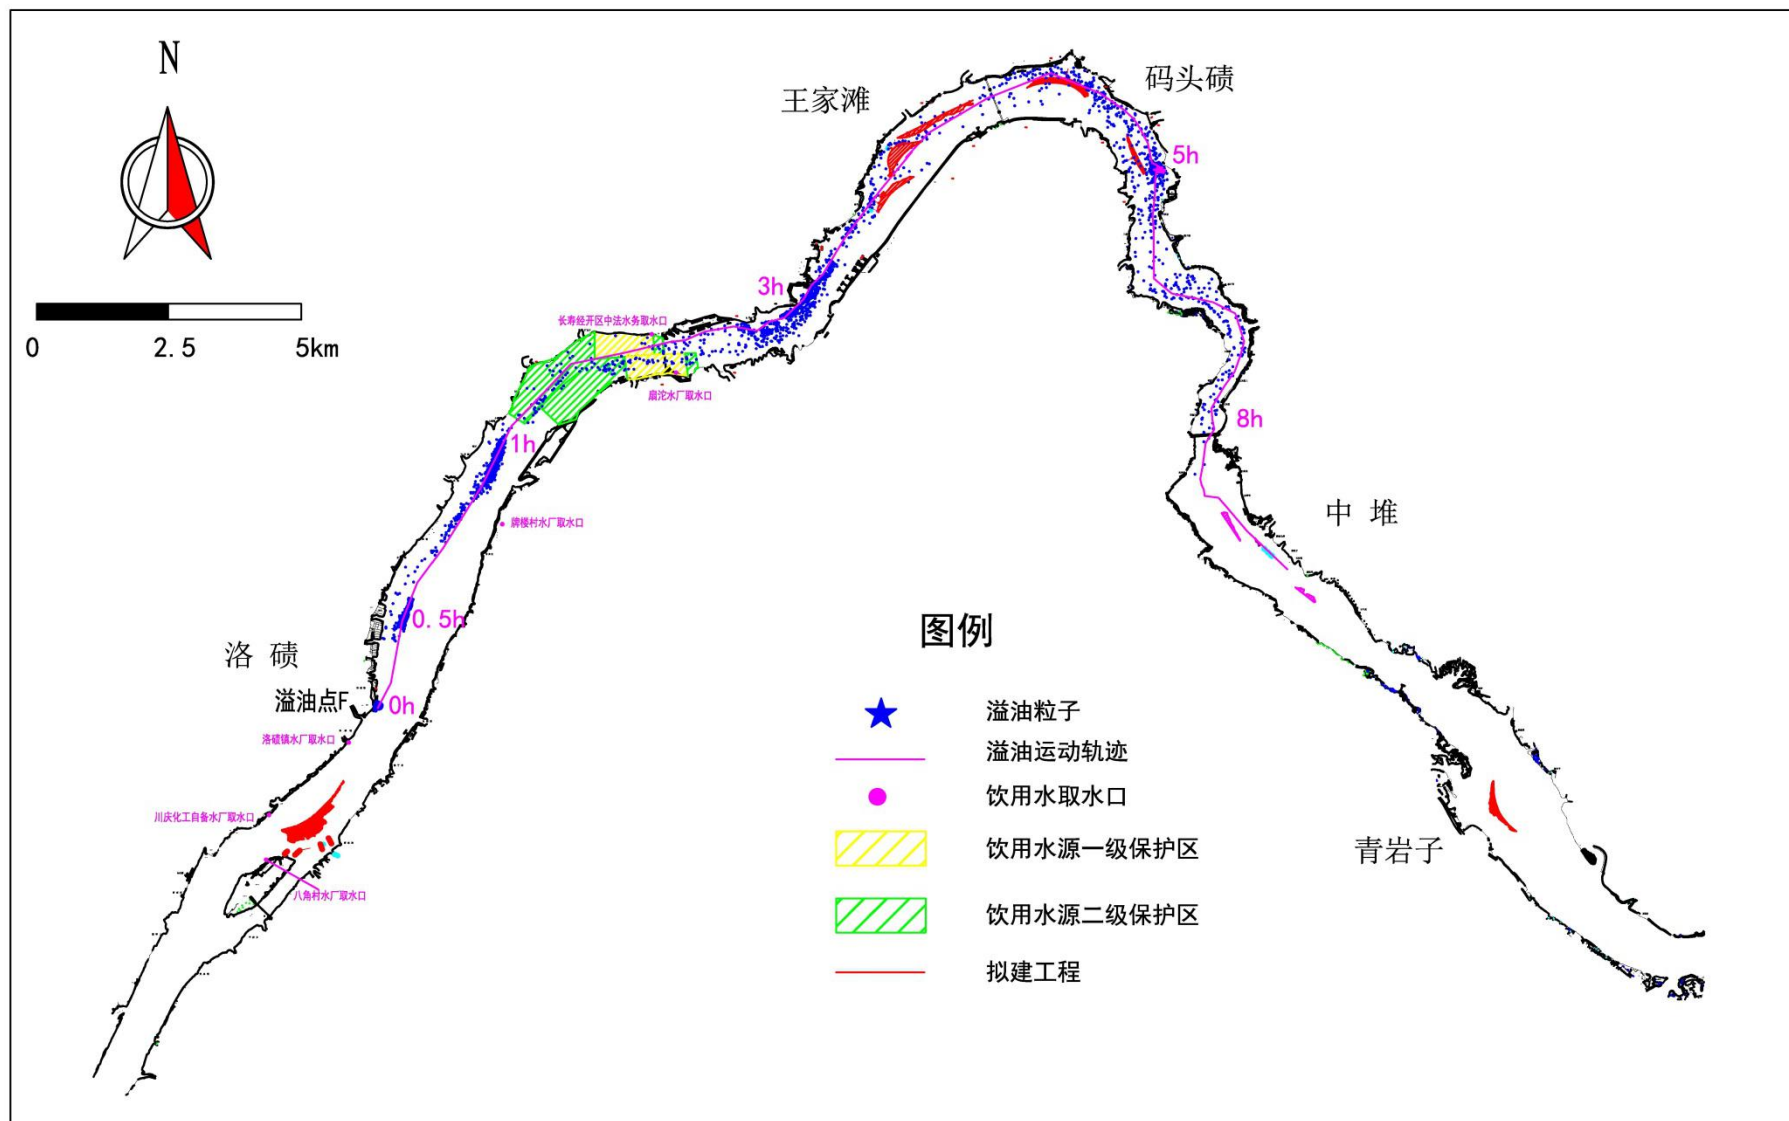 N
王家滩
码头碛
5h
3h
0
2.5
5km
长寿经开区中法水务取水口
扇沱水厂取水口
1h
8h
牌楼村水厂取水口
中 堆
0.5h
洛 碛
溢油点F
0h
洛碛镇水厂取水口
川庆化工自备水厂取水口
八角村水厂取水口
青岩子
图例
溢油粒子
溢油运动轨迹
饮用水取水口
饮用水源一级保护区
饮用水源二级保护区
拟建工程